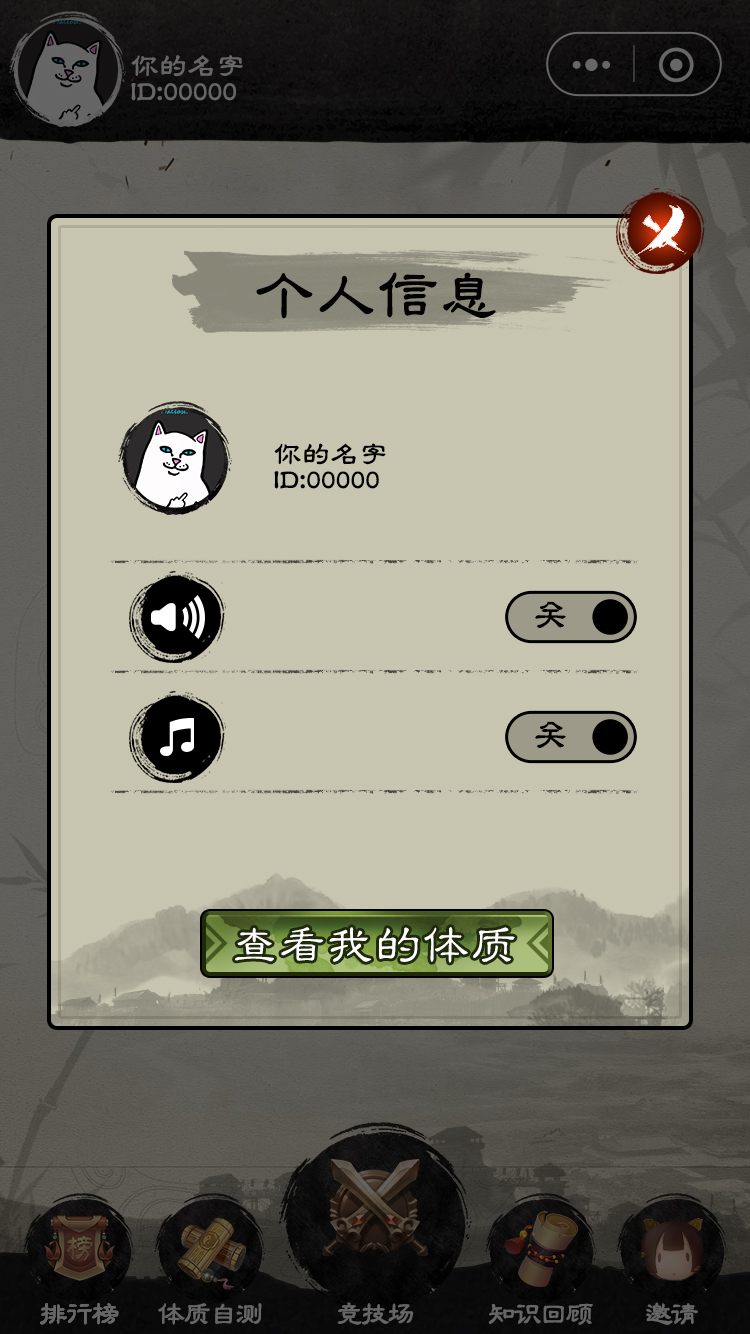 你的名字
ID:00000
个人信息
你的名字
ID:00000
关
关
查看我的体质
榜
排行榜
体质自测
竞技场
知识回顾
邀请